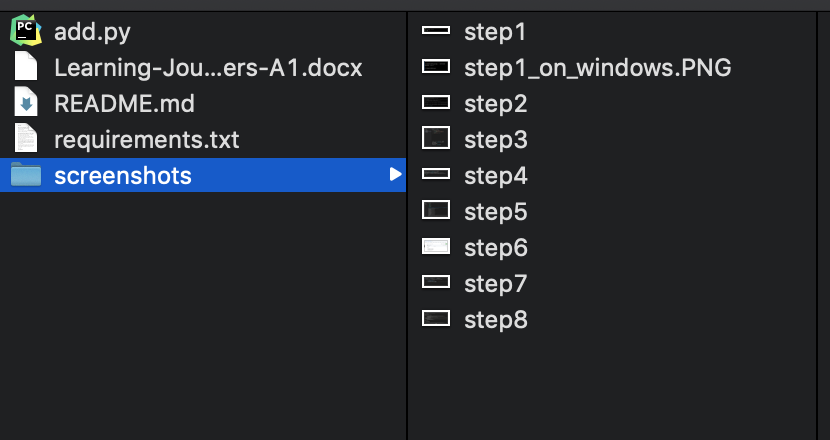 PC
add.py
Learning-Jou...ers-A1.docx
README.md
requirements.txt
screenshots
step1
step1_on_windows.PNG
step2
step3
step4
step5
step6
step7
step8